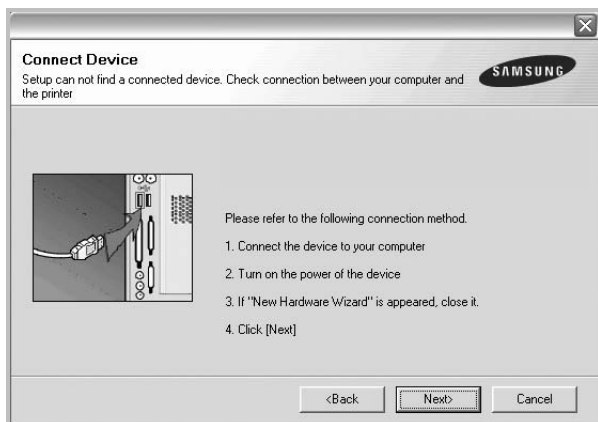 Connect Device
Setup can not find a connected device. Check connection between your computer and
the printer
SAMSUNG
Please refer to the following connection method.
1. Connect the device to your computer
2. Turn on the power of the device
3. If "New Hardware Wizard" is appeared, close it.
4. Click [Next]
<Back
Next>
Cancel